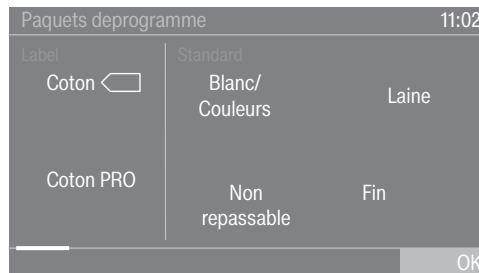 Paquets deprogramme 11:02
Label
Standard
Coton
Blanc/
Couleurs
Laine
Coton PRO
Non
repassable
Fin
OK